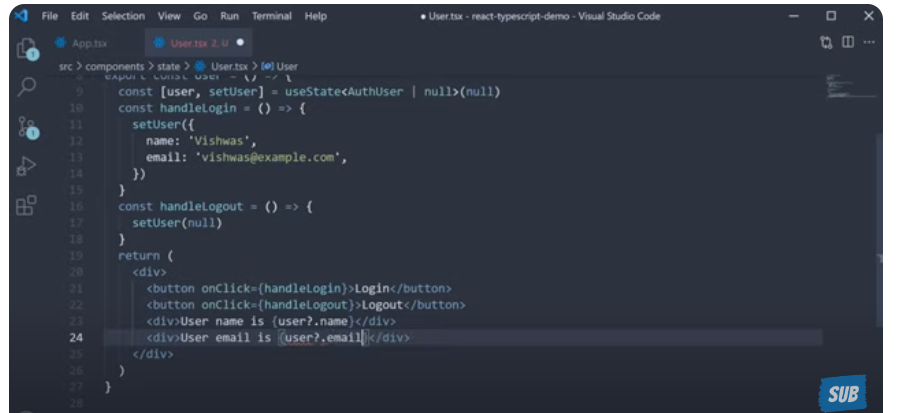 File Edit Selection View Go Run Terminal Help ● User.tsx - react-typescript-demo - Visual Studio Code
App.tsx User.tsx 2, U ●
src > components > state > User.tsx > User
8 export const User = () => {
9 const [user, setUser] = useState<AuthUser | null>(null)
10 const handleLogin = () => {
11 setUser({
12 name: 'Vishwas',
13 email: 'vishwas@example.com',
14 })
15 }
16 const handleLogout = () => {
17 setUser(null)
18 }
19 return (
20 <div>
21 <button onClick={handleLogin}>Login</button>
22 <button onClick={handleLogout}>Logout</button>
23 <div>User name is {user?.name}</div>
24 <div>User email is {user?.email}</div>
25 </div>
26 )
27 }
28
1
1
SUB